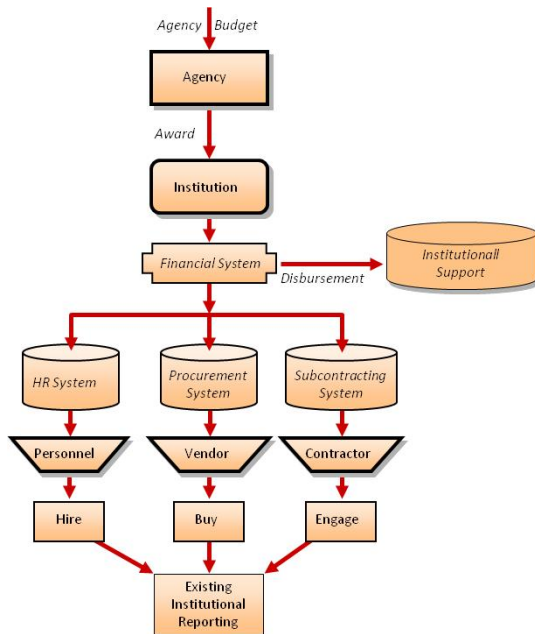 Agency Budget
Agency
Award
Institution
Financial System
Disbursement
Institutionall
Support
HR System
Procurement
System
Subcontracting
System
Personnel
Vendor
Contractor
Hire
Buy
Engage
Existing
Institutional
Reporting